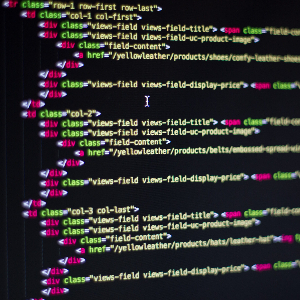 <tr class="row-1 row-first row-last">
<td class="col-1 col-first">
<div class="views-field views-field-title"> <span class="field-co
<div class="views-field views-field-uc-product-image">
<div class="field-content">
href="/yellowleather/products/shoes/comfy-leather-shoes
</div>
</div>
<div class="views-field views-field-display-price"> <span class="
</div>
</td>
<td class="col-2">
<div class="views-field views-field-title"> <span class="field-
<div class="views-field views-field-uc-product-image">
<div class="field-content">
href="/yellowleather/products/belts/embossed-spread-
</div>
</div>
<div class="views-field views-field-display-price"> <span class=
</div>
</td>
<td class="col-3 col-last">
<div class="views-field views-field-title"> <span class="field-
<div class="views-field views-field-uc-product-image">
<div class="field-content">
href="/yellowleather/products/hats/leather-hat">
</div>
</div>
<div class="views-field views-field-display-price"> <span class=
</div>